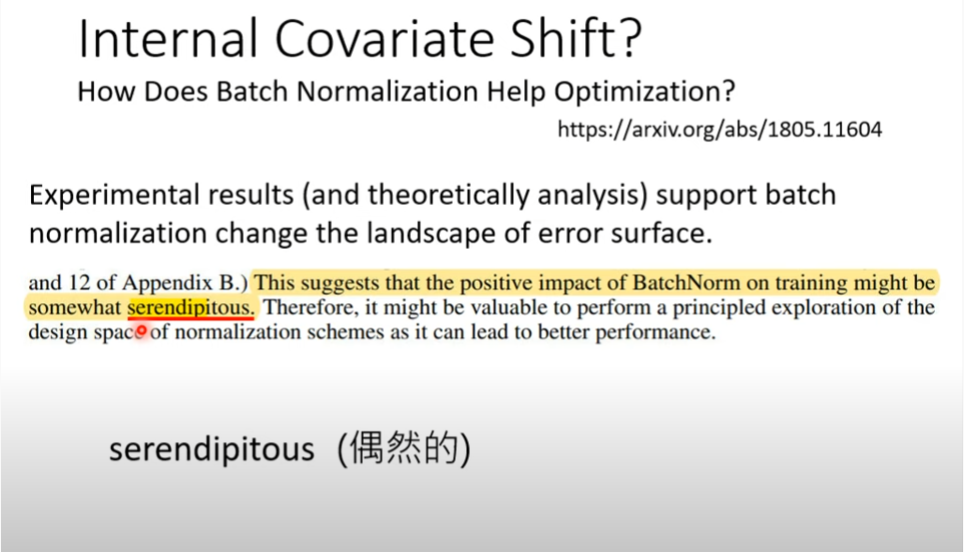 Internal Covariate Shift?
How Does Batch Normalization Help Optimization?
https://arxiv.org/abs/1805.11604
Experimental results (and theoretically analysis) support batch
normalization change the landscape of error surface.
and 12 of Appendix B.) This suggests that the positive impact of BatchNorm on training might be
somewhat serendipitous. Therefore, it might be valuable to perform a principled exploration of the
design space of normalization schemes as it can lead to better performance.
serendipitous (偶然的)